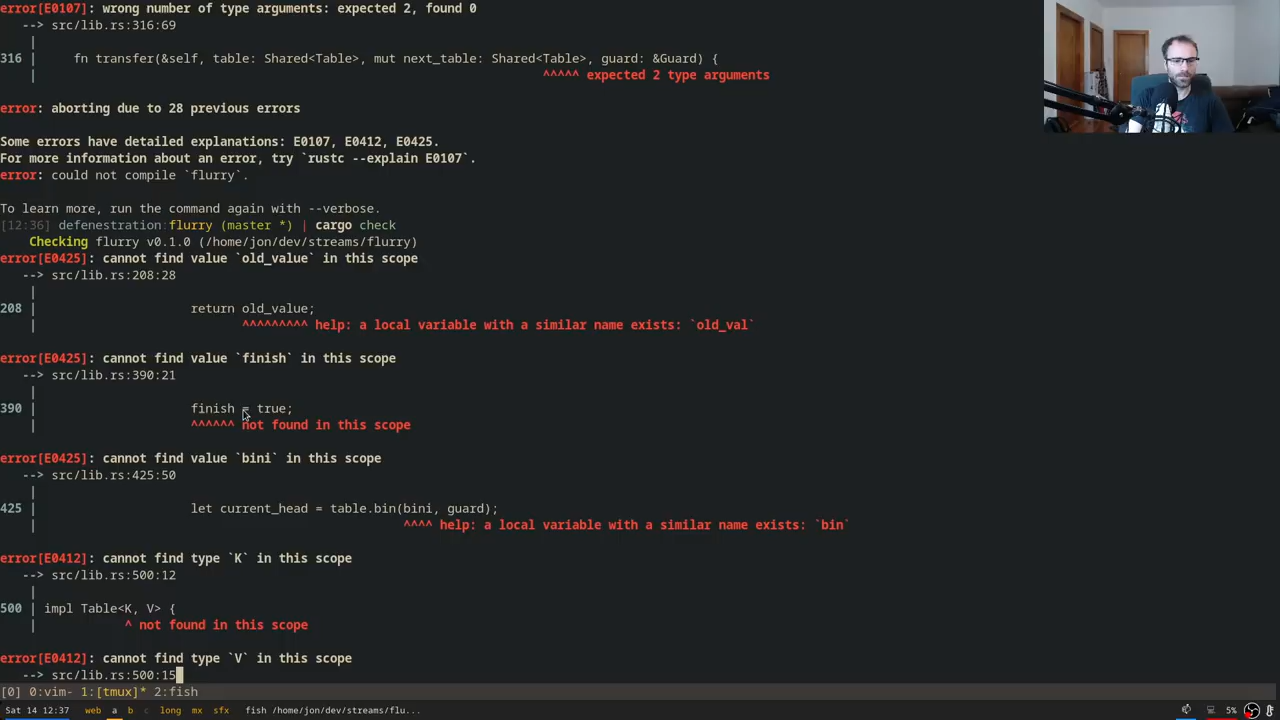 error[E0107]: wrong number of type arguments: expected 2, found 0
--> src/lib.rs:316:69
|
316 |     fn transfer(&self, table: Shared<Table>, mut next_table: Shared<Table>, guard: &Guard) {
|                                                                     ^^^^^ expected 2 type arguments
error: aborting due to 28 previous errors
Some errors have detailed explanations: E0107, E0412, E0425.
For more information about an error, try `rustc --explain E0107`.
error: could not compile `flurry`.
To learn more, run the command again with --verbose.
[12:36] defenestration:flurry (master *) | cargo check
Checking flurry v0.1.0 (/home/jon/dev/streams/flurry)
error[E0425]: cannot find value `old_value` in this scope
--> src/lib.rs:208:28
|
208 |                     return old_value;
|                            ^^^^^^^^^ help: a local variable with a similar name exists: `old_val`
error[E0425]: cannot find value `finish` in this scope
--> src/lib.rs:390:21
|
390 |                     finish = true;
|                     ^^^^^^ not found in this scope
error[E0425]: cannot find value `bini` in this scope
--> src/lib.rs:425:50
|
425 |                     let current_head = table.bin(bini, guard);
|                                                  ^^^^ help: a local variable with a similar name exists: `bin`
error[E0412]: cannot find type `K` in this scope
--> src/lib.rs:500:12
|
500 | impl Table<K, V> {
|            ^ not found in this scope
error[E0412]: cannot find type `V` in this scope
--> src/lib.rs:500:15
[0] 0:vim- 1:[tmux]* 2:fish
Sat 14 12:37 web a b c long mx sfx fish /home/jon/dev/streams/flu... 5%